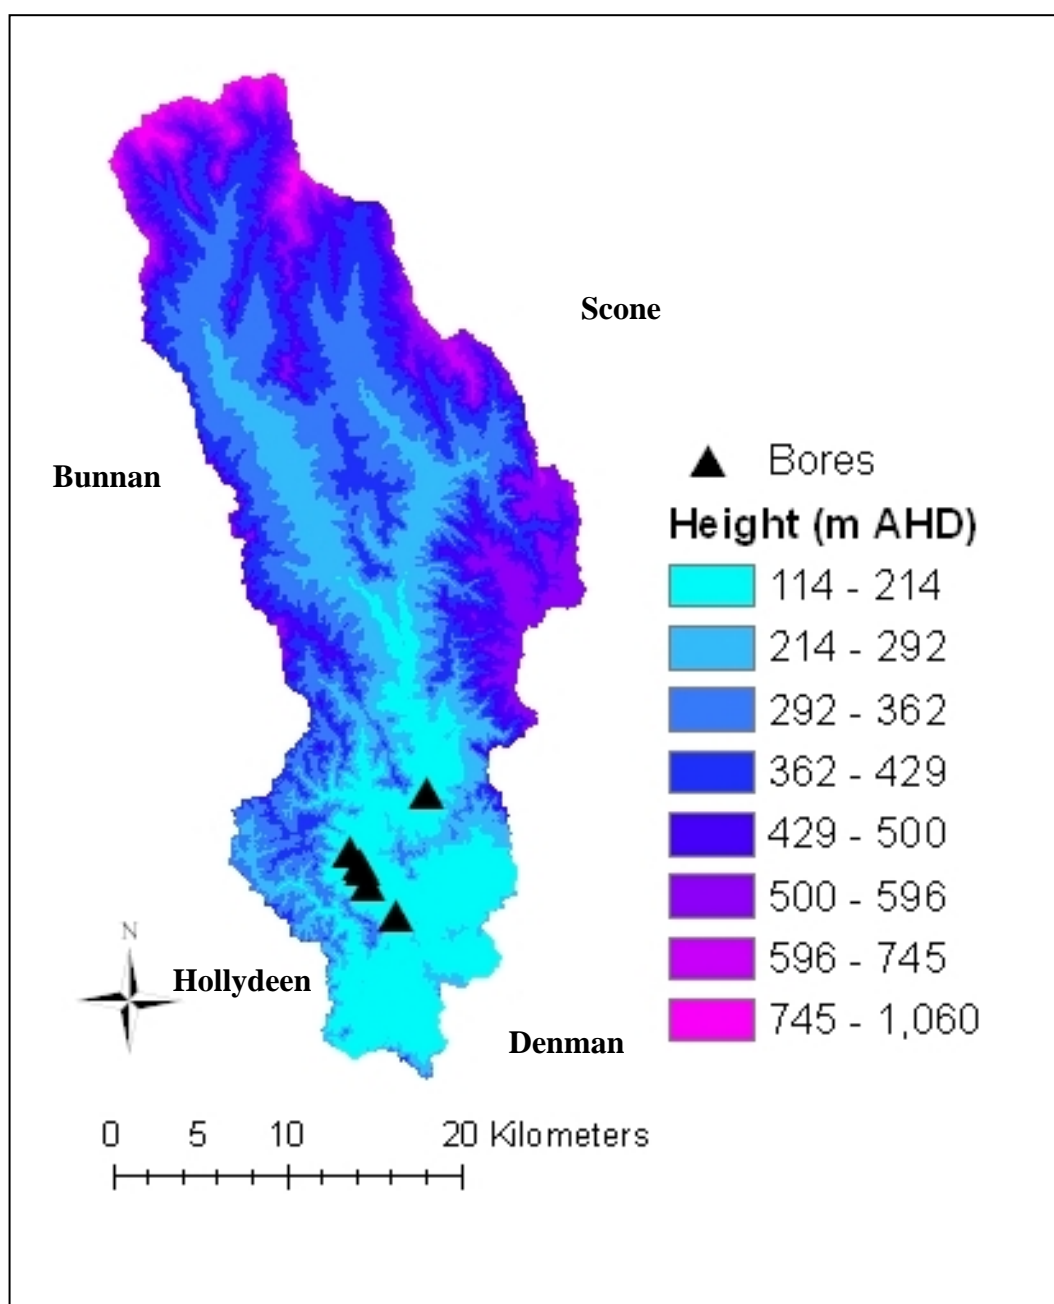 Scone
Bores
Bunnan
Height (m AHD)
114 - 214
214 - 292
292 - 362
362 - 429
429 - 500
500 - 596
N
Hollydeen
596 - 745
745 - 1,060
Denman
0 5 10 20 Kilometers